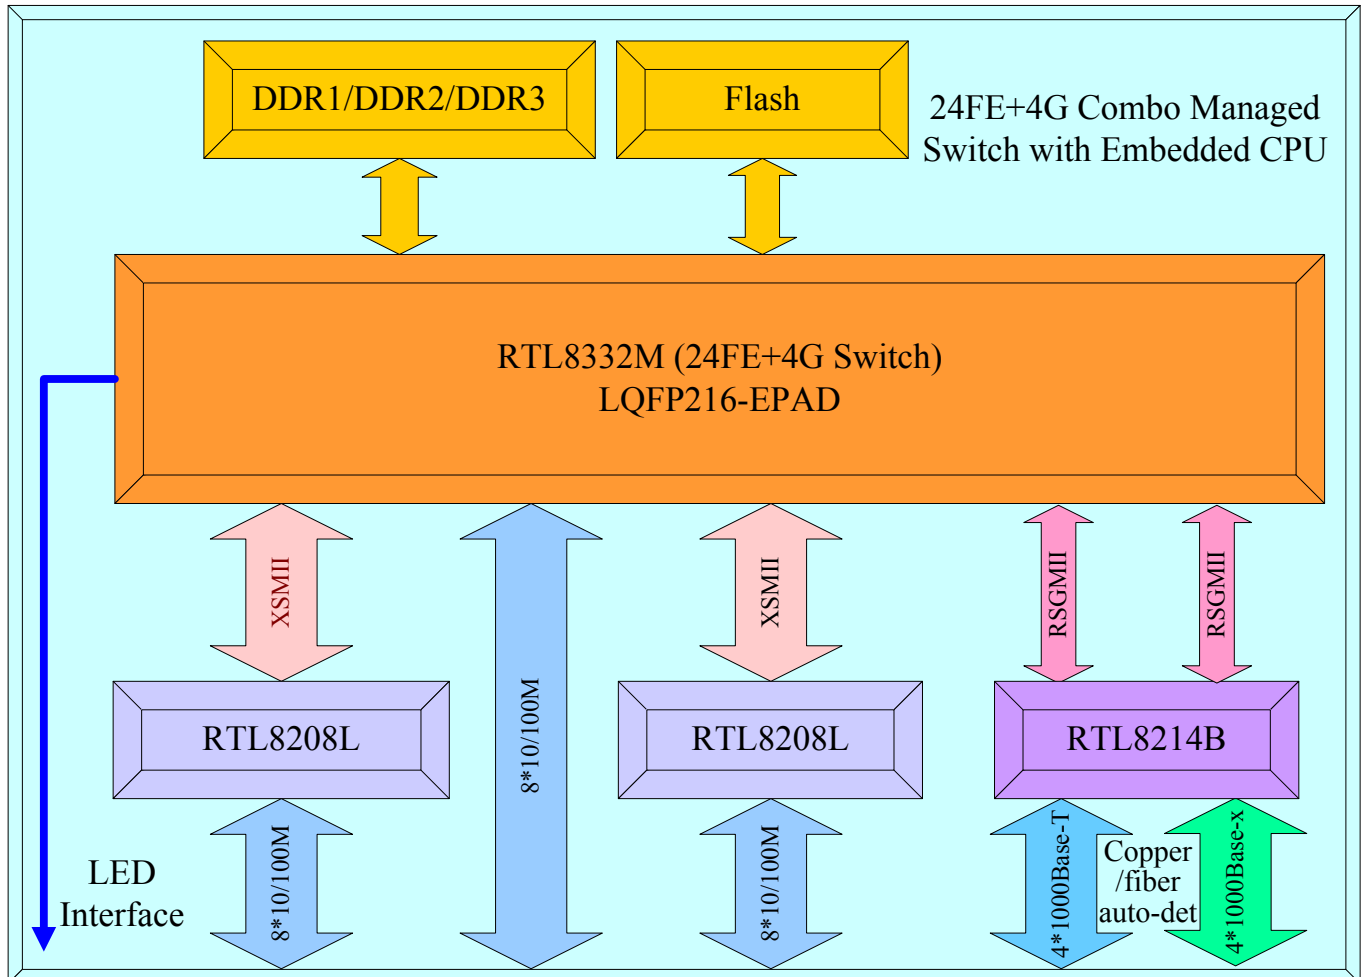 DDR1/DDR2/DDR3
Flash
24FE+4G Combo Managed
Switch with Embedded CPU
RTL8332M (24FE+4G Switch)
LQFP216-EPAD
XSMII
8*10/100M
XSMII
RSGMII
RSGMII
RTL8208L
RTL8208L
RTL8214B
LED
Interface
8*10/100M
8*10/100M
4*1000Base-T
Copper
/fiber
auto-det
4*1000Base-x